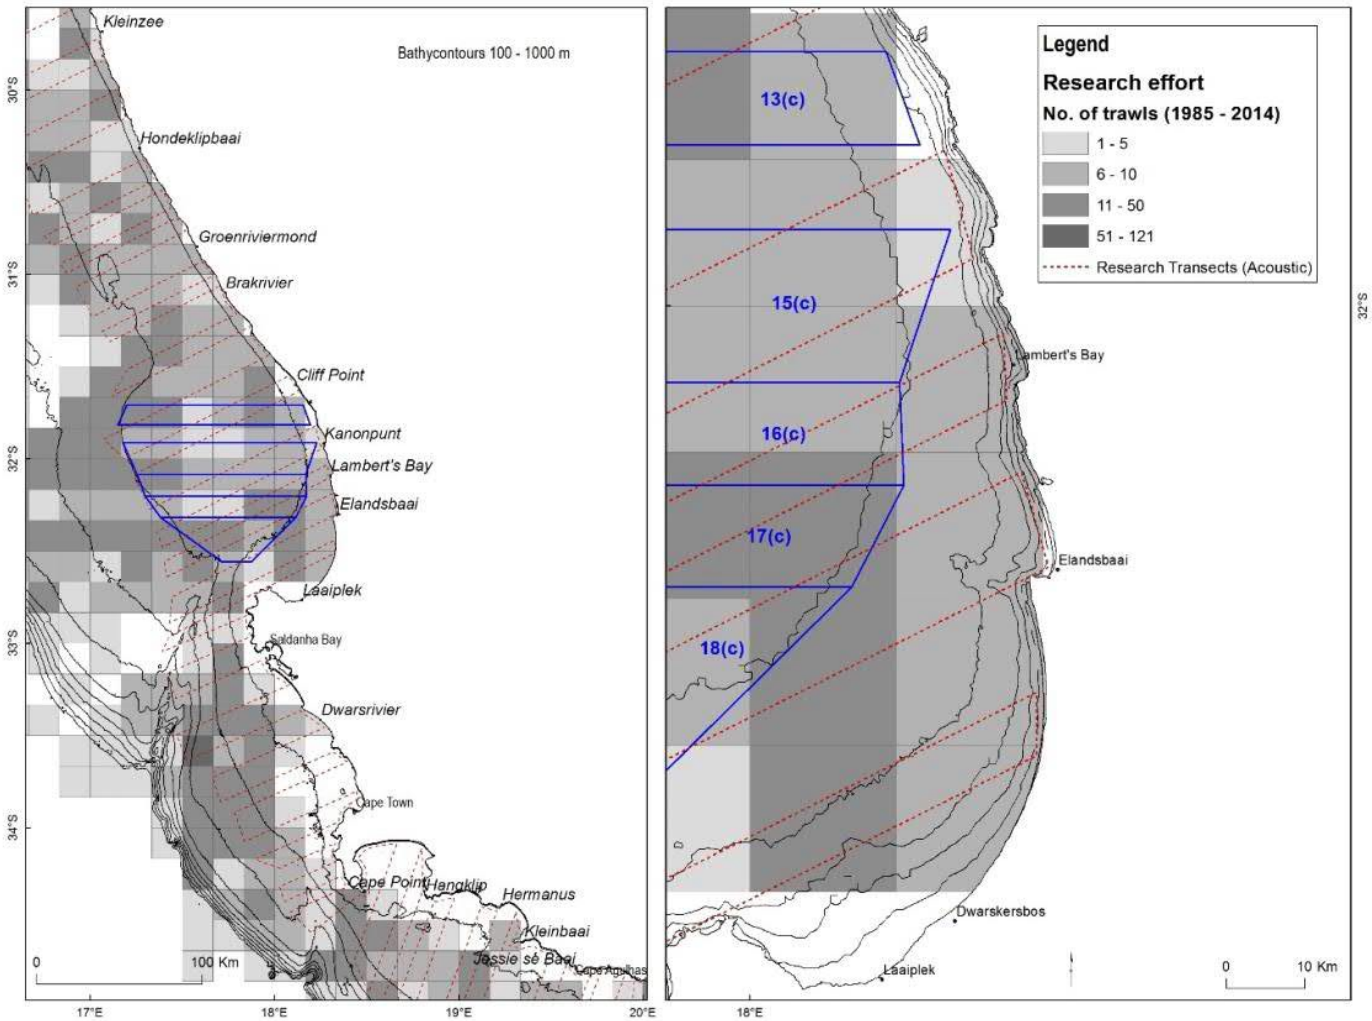 Kleinzee
Bathycontours 100 - 1000 m
30°S
Hondeklipbaai
Groenriviermond
31°S
Brakrivier
Cliff Point
Kanonpunt
32°S
Lambert's Bay
Elandsbaai
Laaiplek
33°S
Saldanha Bay
Dwarsrivier
34°S
Cape Town
Cape Point
Hangklip
Hermanus
Kleinbaai
Jessie se Baai
Cape Agulhas
0 100 Km
17°E 18°E 19°E 20°E
13(c)
15(c)
16(c)
17(c)
18(c)
Lambert's Bay
Elandsbaai
Dwarskersbos
Laaiplek
0 10 Km
18°E
32°S
Legend
Research effort
No. of trawls (1985 - 2014)
1 - 5
6 - 10
11 - 50
51 - 121
Research Transects (Acoustic)